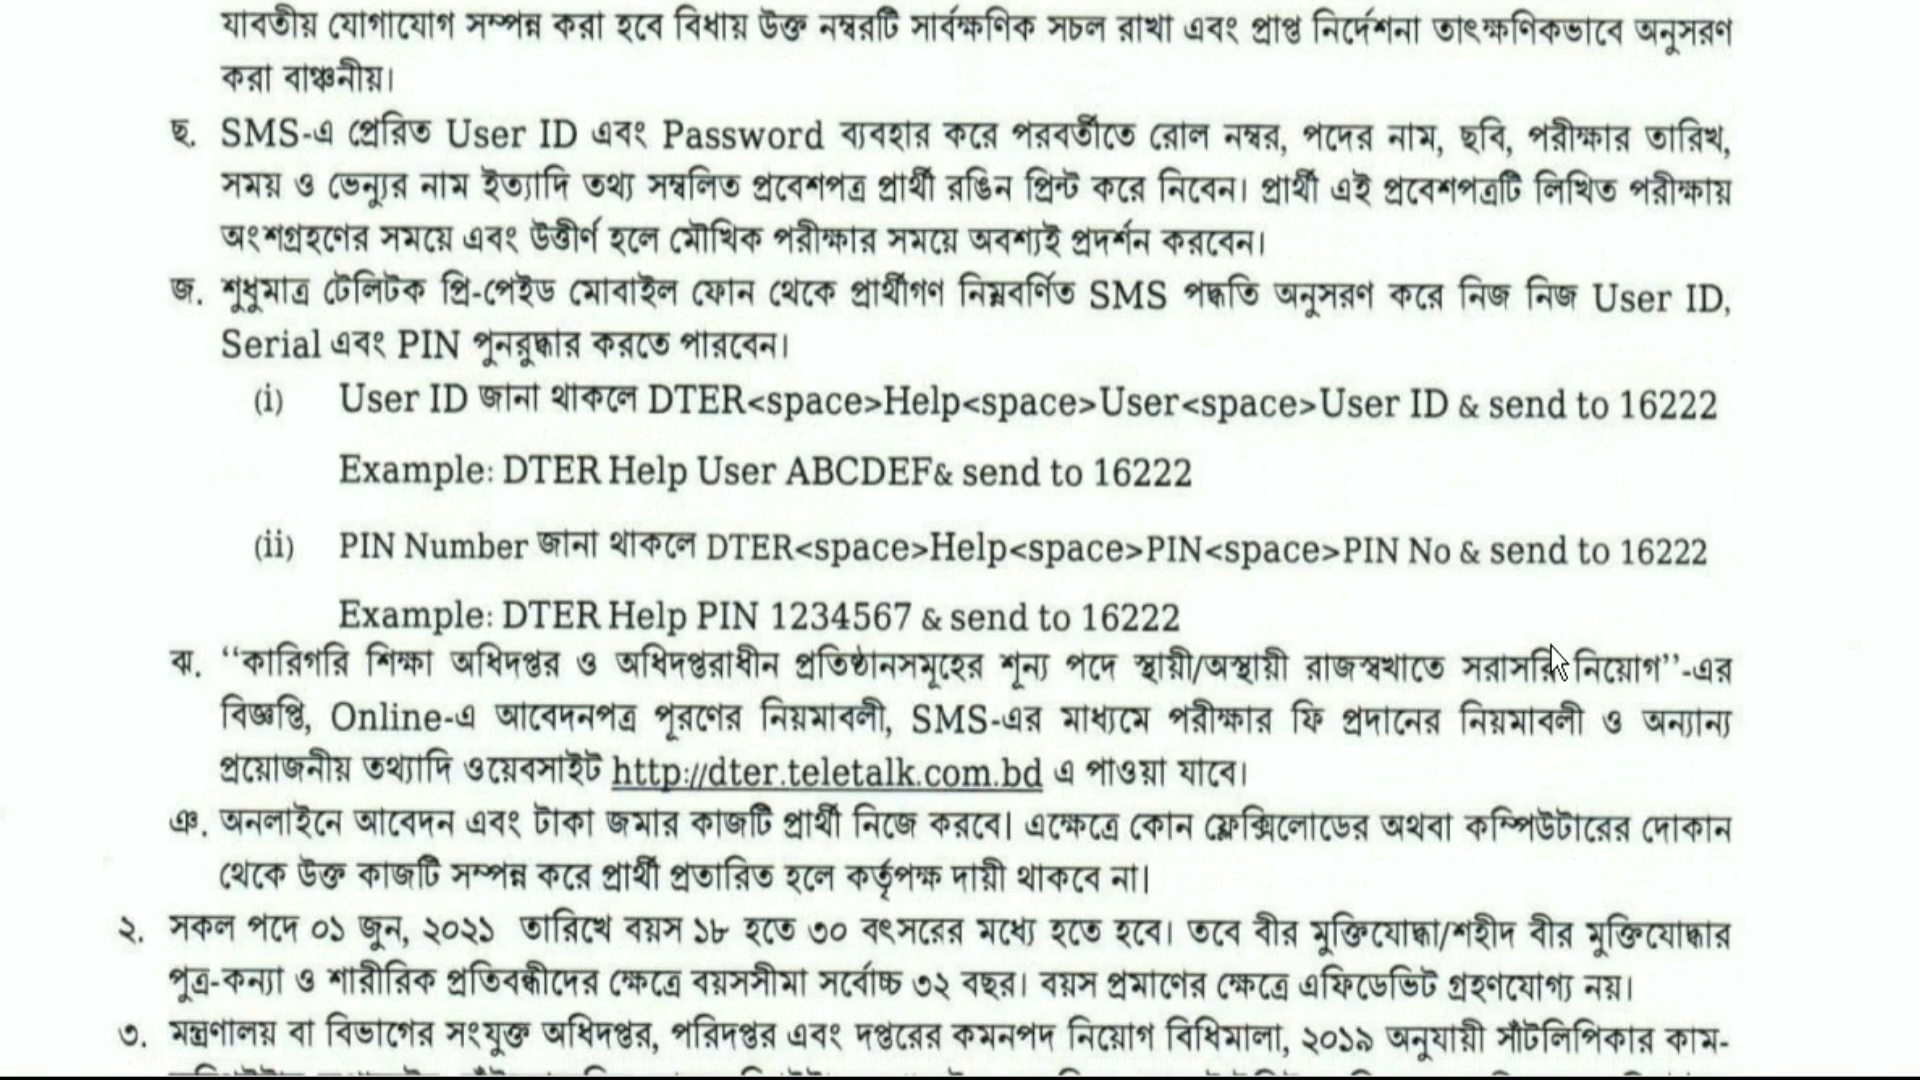 যাবতীয় যোগাযোগ সম্পন্ন করা হবে বিধায় উক্ত নম্বরটি সার্বক্ষণিক সচল রাখা এবং প্রাপ্ত নির্দেশনা তাৎক্ষণিকভাবে অনুসরণ
করা বাঞ্চনীয়।
ছ. SMS-এ প্রেরিত User ID এবং Password ব্যবহার করে পরবর্তীতে রোল নম্বর, পদের নাম, ছবি, পরীক্ষার তারিখ,
সময় ও ভেন্যুর নাম ইত্যাদি তথ্য সম্বলিত প্রবেশপত্র প্রার্থী রঙিন প্রিন্ট করে নিবেন। প্রার্থী এই প্রবেশপত্রটি লিখিত পরীক্ষায়
অংশগ্রহণের সময়ে এবং উত্তীর্ণ হলে মৌখিক পরীক্ষার সময়ে অবশ্যই প্রদর্শন করবেন।
জ. শুধুমাত্র টেলিটক প্রি-পেইড মোবাইল ফোন থেকে প্রার্থীগণ নিম্নবর্ণিত SMS পদ্ধতি অনুসরণ করে নিজ নিজ User ID,
Serial এবং PIN পুনরুদ্ধার করতে পারবেন।
(i) User ID জানা থাকলে DTER<space>Help<space>User<space>User ID & send to 16222
Example: DTER Help User ABCDEF& send to 16222
(ii) PIN Number জানা থাকলে DTER<space>Help<space>PIN<space>PIN No & send to 16222
Example: DTER Help PIN 1234567 & send to 16222
ঝ. “কারিগরি শিক্ষা অধিদপ্তর ও অধিদপ্তরাধীন প্রতিষ্ঠানসমূহের শূন্য পদে স্থায়ী/অস্থায়ী রাজস্বখাতে সরাসরি নিয়োগ”-এর
বিজ্ঞপ্তি, Online-এ আবেদনপত্র পূরণের নিয়মাবলী, SMS-এর মাধ্যমে পরীক্ষার ফি প্রদানের নিয়মাবলী ও অন্যান্য
প্রয়োজনীয় তথ্যাদি ওয়েবসাইট http://dter.teletalk.com.bd এ পাওয়া যাবে।
ঞ. অনলাইনে আবেদন এবং টাকা জমার কাজটি প্রার্থী নিজে করবে। এক্ষেত্রে কোন ফ্লেক্সিলোডের অথবা কম্পিউটারের দোকান
থেকে উক্ত কাজটি সম্পন্ন করে প্রার্থী প্রতারিত হলে কর্তৃপক্ষ দায়ী থাকবে না।
২. সকল পদে ০১ জুন, ২০২১ তারিখে বয়স ১৮ হতে ৩০ বৎসরের মধ্যে হতে হবে। তবে বীর মুক্তিযোদ্ধা/শহীদ বীর মুক্তিযোদ্ধার
পুত্র-কন্যা ও শারীরিক প্রতিবন্ধীদের ক্ষেত্রে বয়সসীমা সর্বোচ্চ ৩২ বছর। বয়স প্রমাণের ক্ষেত্রে এফিডেভিট গ্রহণযোগ্য নয়।
৩. মন্ত্রণালয় বা বিভাগের সংযুক্ত অধিদপ্তর, পরিদপ্তর এবং দপ্তরের কমনপদ নিয়োগ বিধিমালা, ২০১৯ অনুযায়ী সাঁটলিপিকার কাম-